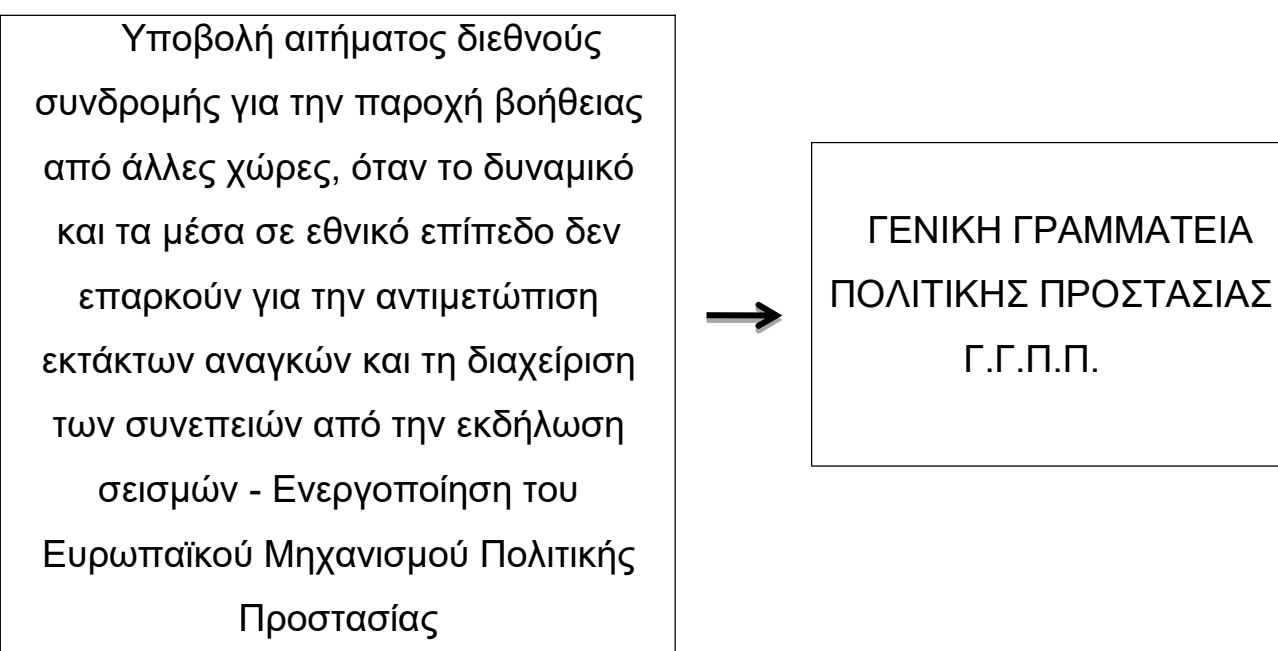 Υποβολή αιτήματος διεθνούς
συνδρομής για την παροχή βοήθειας
από άλλες χώρες, όταν το δυναμικό
και τα μέσα σε εθνικό επίπεδο δεν
επαρκούν για την αντιμετώπιση
εκτάκτων αναγκών και τη διαχείριση
των συνεπειών από την εκδήλωση
σεισμών - Ενεργοποίηση του
Ευρωπαϊκού Μηχανισμού Πολιτικής
Προστασίας
ΓΕΝΙΚΗ ΓΡΑΜΜΑΤΕΙΑ
ΠΟΛΙΤΙΚΗΣ ΠΡΟΣΤΑΣΙΑΣ
Γ.Γ.Π.Π.